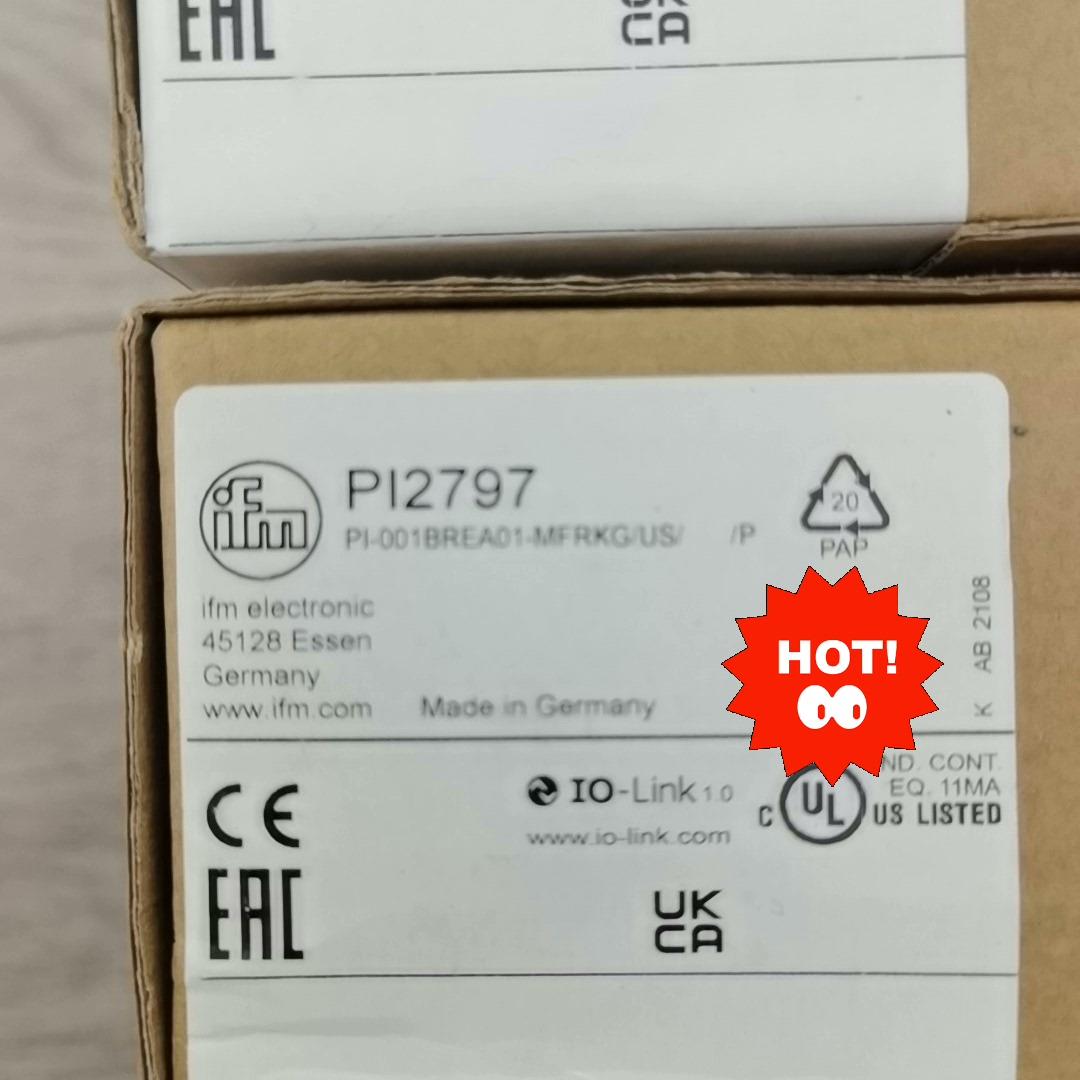 EAC
UK
CA
ifm
PI2797
PI-001BREA01-MFRKG/US/ /P
20
PAP
ifm electronic
45128 Essen
Germany
www.ifm.com
Made in Germany
K AB 2108
HOT!
CE
IO-Link 1.0
www.io-link.com
ND. CONT.
EQ. 11MA
C UL US LISTED
EAC
UK
CA